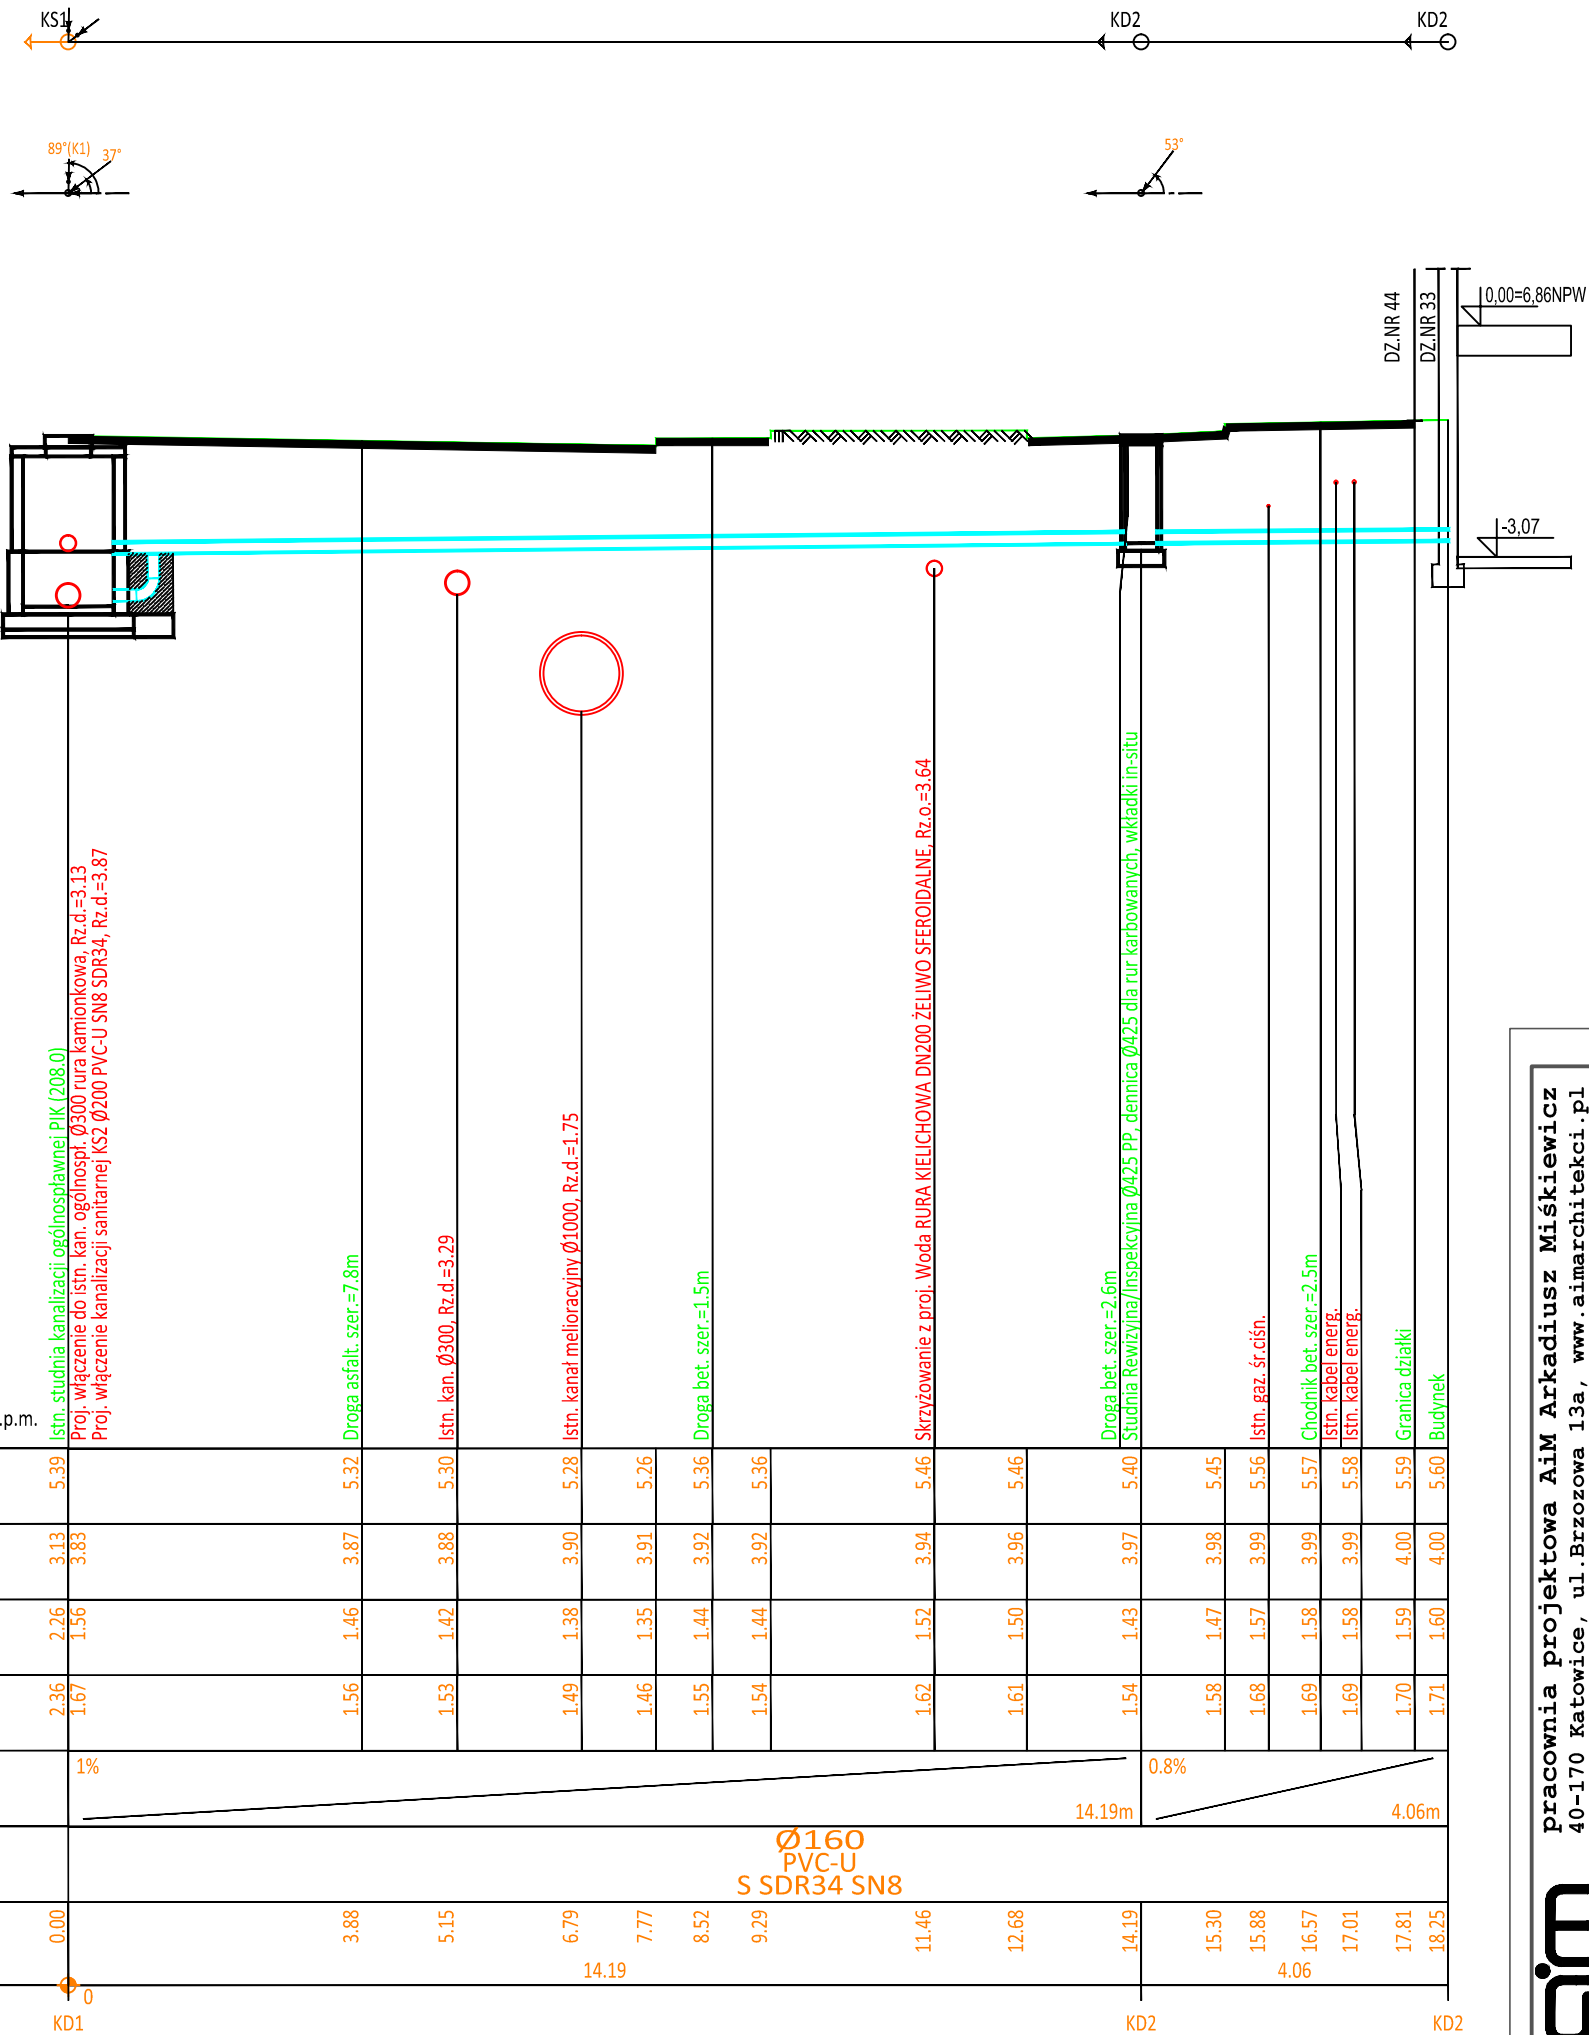 KS1
KD2
KD2
89°(K1)
37°
53°
DZ.NR 44
DZ.NR 33
0,00=6,86NPW
-3,07
Istn. studnia kanalizacji ogólnospławnej PIK (208.0)
Proj. włączenie do istn. kan. ogólnospł. Ø300 rura kamionkowa, Rz.d.=3.13
Proj. włączenie kanalizacji sanitarnej KS2 Ø200 PVC-U SN8 SDR34, Rz.d.=3.87
Droga asfalt. szer.=7.8m
Istn. kan. Ø300, Rz.d.=3.29
Istn. kanał melioracyjny Ø1000, Rz.d.=1.75
Droga bet. szer.=1.5m
Skrzyżowanie z proj. Woda RURA KIELICHOWA DN200 ŻELIWO SFEROIDALNE, Rz.o.=3.64
Droga bet. szer.=2.6m
Studnia Rewizyjna/Inspekcyjna Ø425 PP, dennica Ø425 dla rur karbowanych, wkładki in-situ
Istn. gaz. śr.ciśn.
Chodnik bet. szer.=2.5m
Istn. kabel energ.
Istn. kabel energ.
Granica działki
Budynek
.p.m.
5.39 5.32 5.30 5.28 5.26 5.36 5.36 5.46 5.46 5.40 5.45 5.56 5.57 5.58 5.59 5.60
3.13 3.83 3.87 3.88 3.90 3.91 3.92 3.92 3.94 3.96 3.97 3.98 3.99 3.99 3.99 4.00 4.00
2.26 1.56 1.46 1.42 1.38 1.35 1.44 1.44 1.52 1.50 1.43 1.47 1.57 1.58 1.58 1.59 1.60
2.36 1.67 1.56 1.53 1.49 1.46 1.55 1.54 1.62 1.61 1.54 1.58 1.68 1.69 1.69 1.70 1.71
1%
14.19m
0.8%
4.06m
Ø160
PVC-U
S SDR34 SN8
0.00 3.88 5.15 6.79 7.77 8.52 9.29 11.46 12.68 14.19 15.30 15.88 16.57 17.01 17.81 18.25
14.19
4.06
0
KD1
KD2
KD2
pracownia projektowa AiM Arkadiusz Miśkiewicz
40-170 Katowice, ul.Brzozowa 13a, www.aimarchitekci.pl